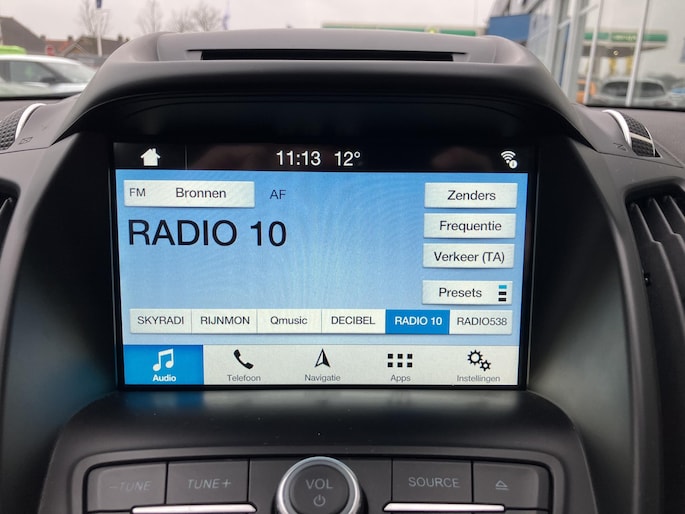 11:13 12°
FM Bronnen AF Zenders
RADIO 10
Frequentie
Verkeer (TA)
Presets
SKYRADI RIJNMON Qmusic DECIBEL RADIO 10 RADIO538
Audio Telefoon Navigatie Apps Instellingen
−TUNE TUNE+ VOL SOURCE